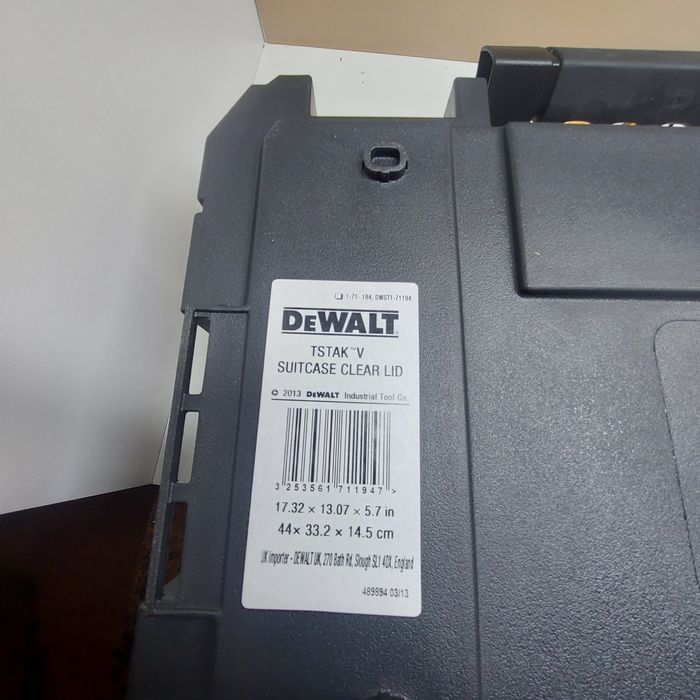 ❏ 1-71-194, DWST1-71194
DEWALT
TSTAK™ V
SUITCASE CLEAR LID
© 2013 DEWALT Industrial Tool Co.
3 253561 711947 >
17.32 × 13.07 × 5.7 in
44× 33.2 × 14.5 cm
UK importer - DEWALT UK, 270 Bath Rd, Slough SL1 4DX, England
489894 03/13